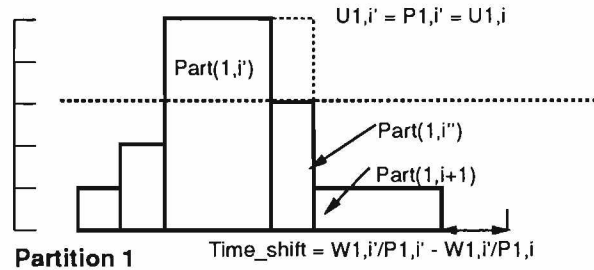 U1,i' = P1,i' = U1,i
Part(1,i')
Part(1,i")
Part(1,i+1)
Partition 1
Time_shift = W1,i'/P1,i' - W1,i'/P1,i